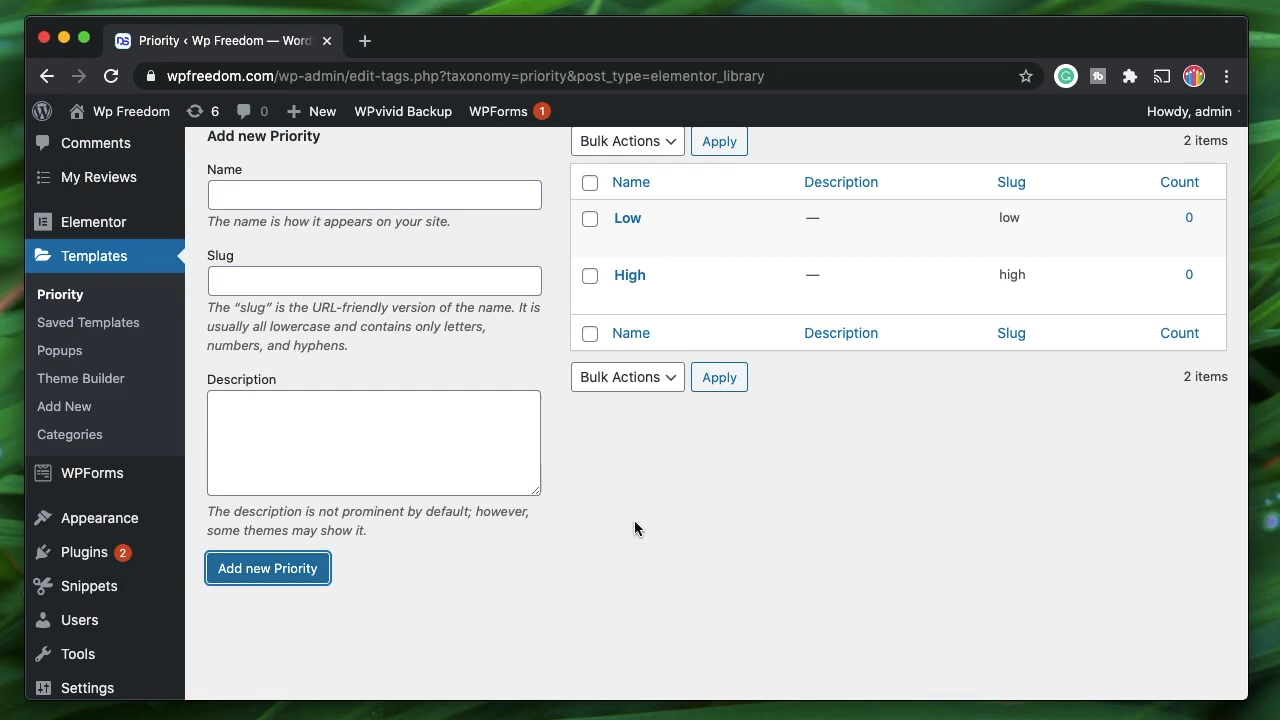 Priority ‹ Wp Freedom — Word
wpfreedom.com/wp-admin/edit-tags.php?taxonomy=priority&post_type=elementor_library
Wp Freedom 6 0 New WPvivid Backup WPForms 1 Howdy, admin
Comments
My Reviews
Elementor
Templates
Priority
Saved Templates
Popups
Theme Builder
Add New
Categories
WPForms
Appearance
Plugins 2
Snippets
Users
Tools
Settings
Add new Priority
Name
The name is how it appears on your site.
Slug
The “slug” is the URL-friendly version of the name. It is
usually all lowercase and contains only letters,
numbers, and hyphens.
Description
The description is not prominent by default; however,
some themes may show it.
Add new Priority
Bulk Actions Apply 2 items
Name Description Slug Count
Low — low 0
High — high 0
Name Description Slug Count
Bulk Actions Apply 2 items